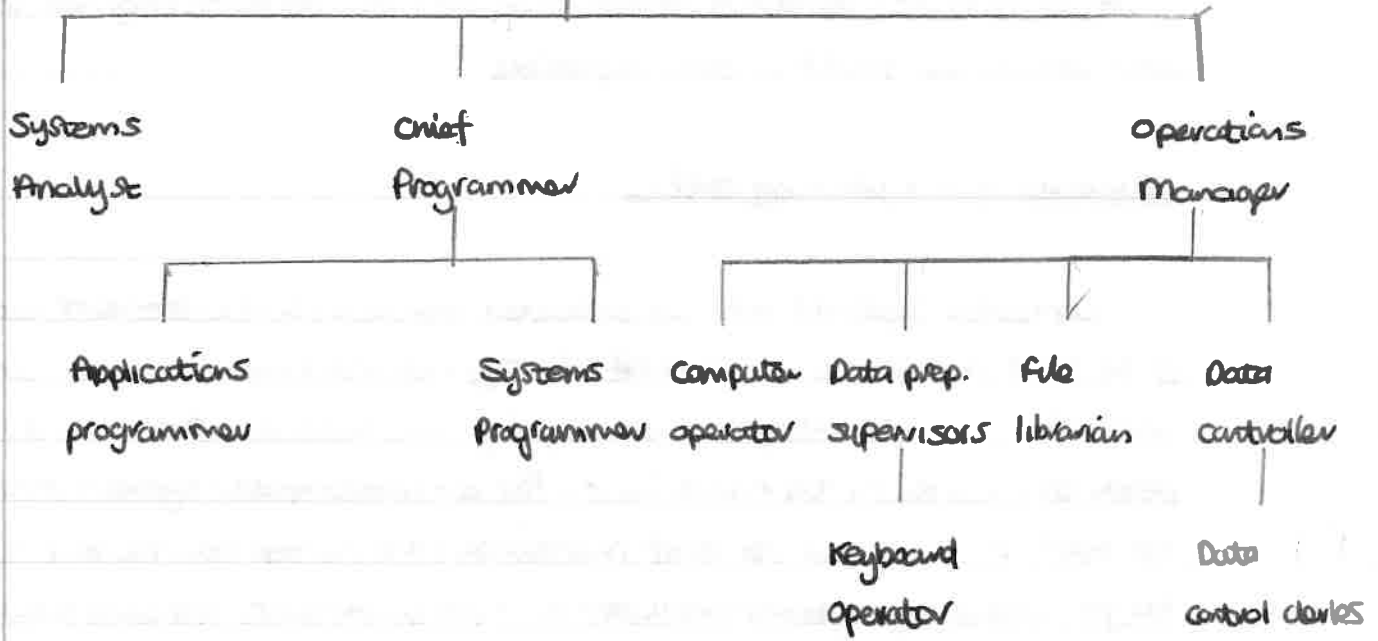 Systems Chief Operations
Analyst Programmer Manager
Applications Systems Computer Data prep. File Data
programmer Programmer operator supervisors librarian controller
Keyboard Data
Operator control clerks